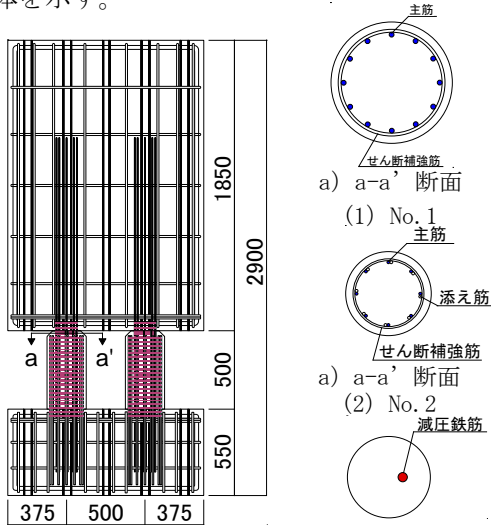 体を示す。
1850
2900
500
550
a
a'
375
500
375
主筋
せん断補強筋
a) a-a’断面
(1) No.1
主筋
添え筋
せん断補強筋
a) a-a’断面
(2) No.2
減圧鉄筋